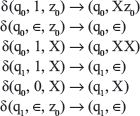 δ(q₀, 1, z₀) → (q₀, Xz₀)
δ(q₀, ∈, z₀) → (q₀, ∈)
δ(q₀, 1, X) → (q₀, XX)
δ(q₁, 1, X) → (q₁, ∈)
δ(q₀, 0, X) → (q₁, X)
δ(q₁, ∈, z₀) → (q₁, ∈)